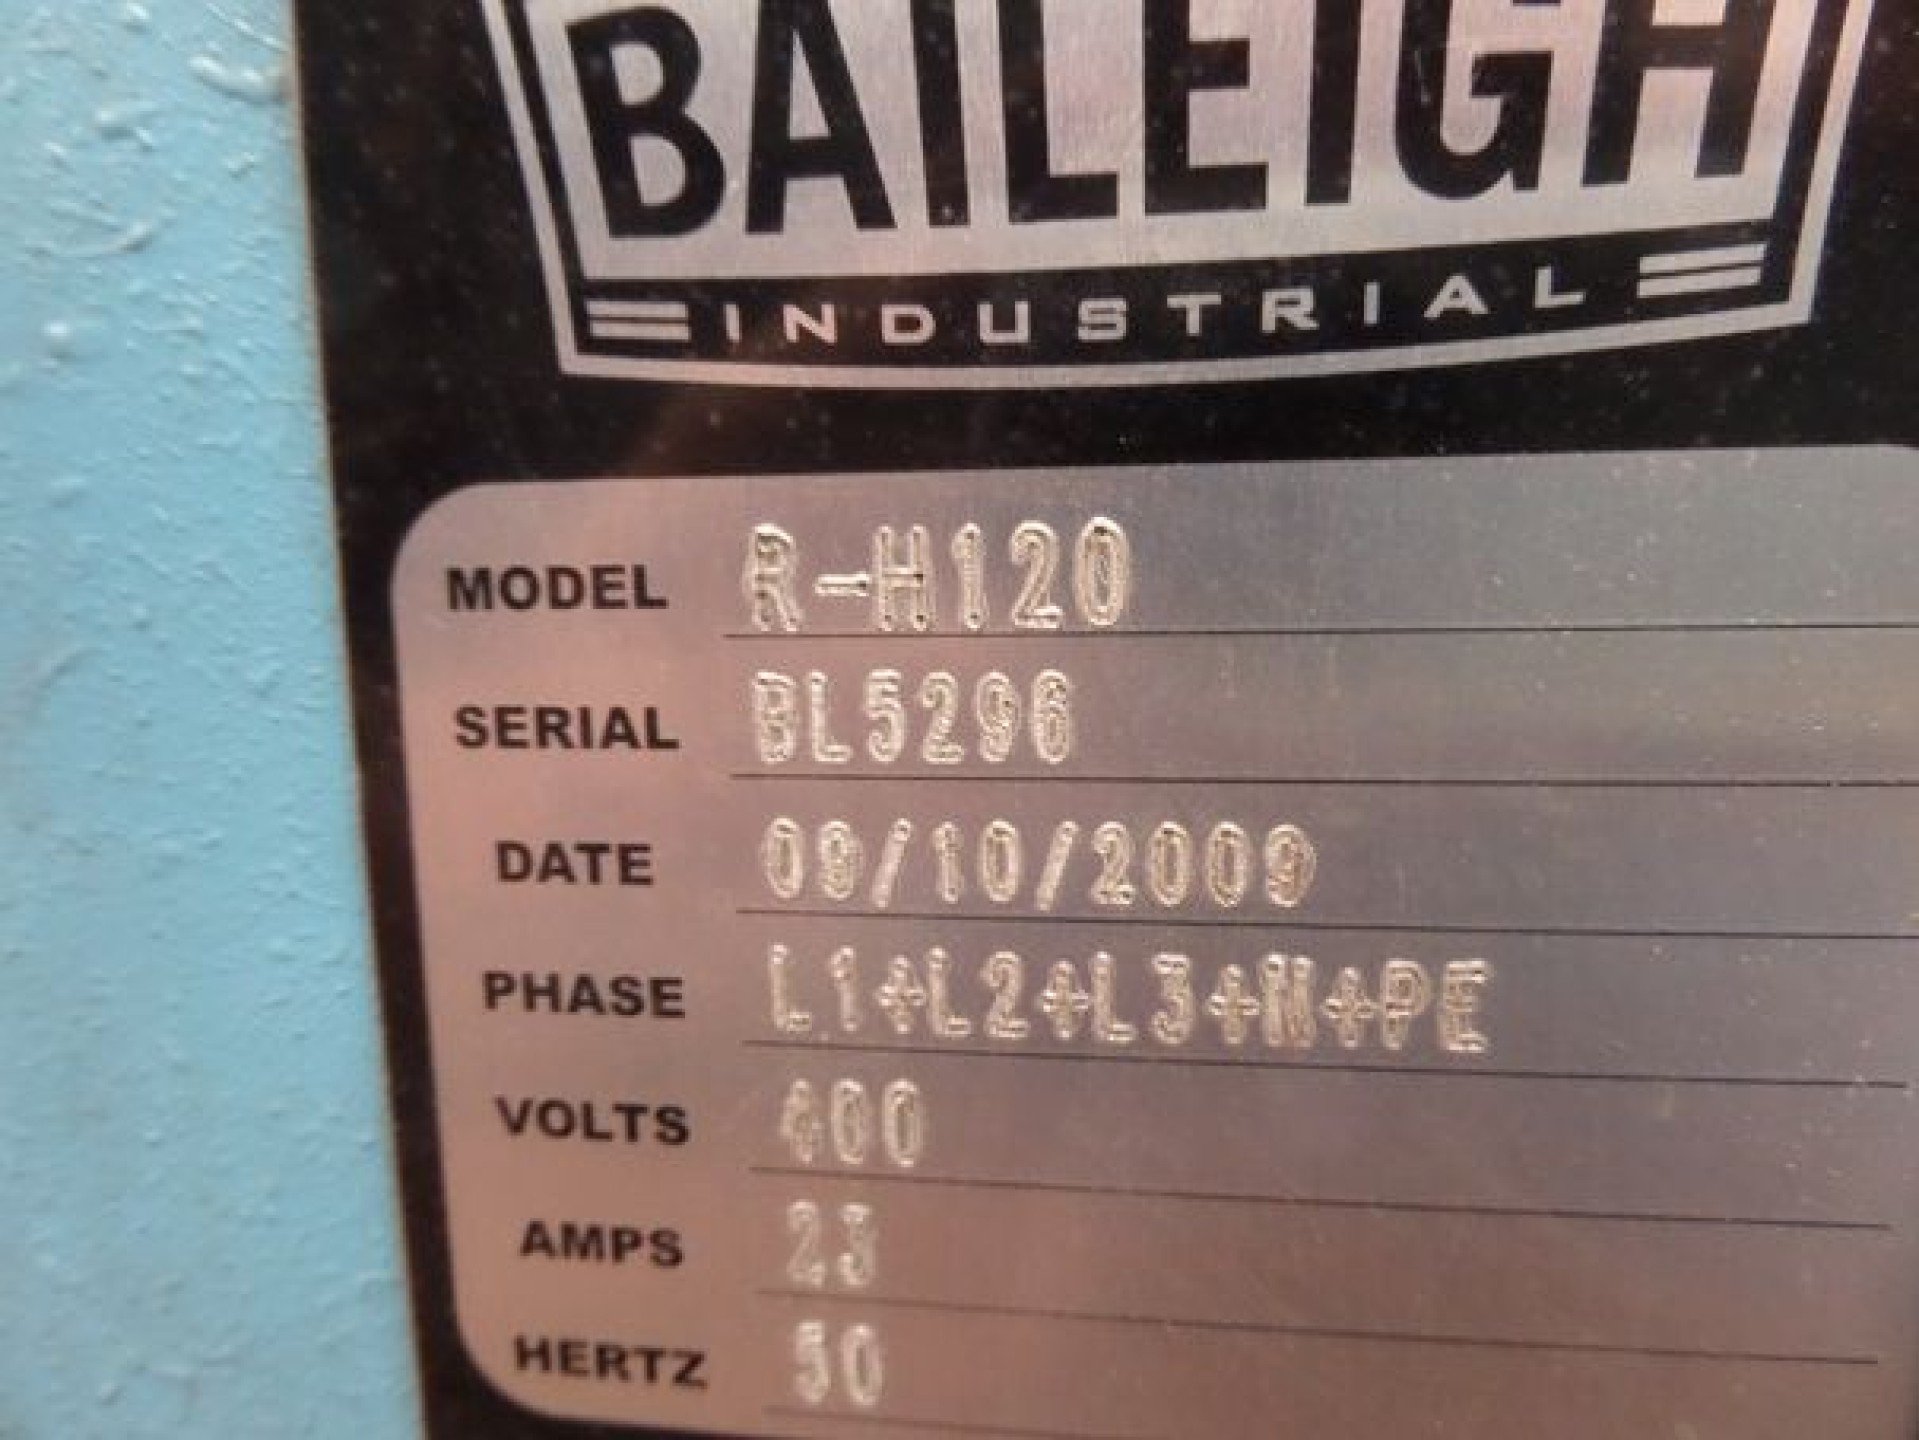 BAILEIGH
INDUSTRIAL
MODEL R-H120
SERIAL BL5296
DATE 09/10/2009
PHASE L1+L2+L3+N+PE
VOLTS 400
AMPS 23
HERTZ 50